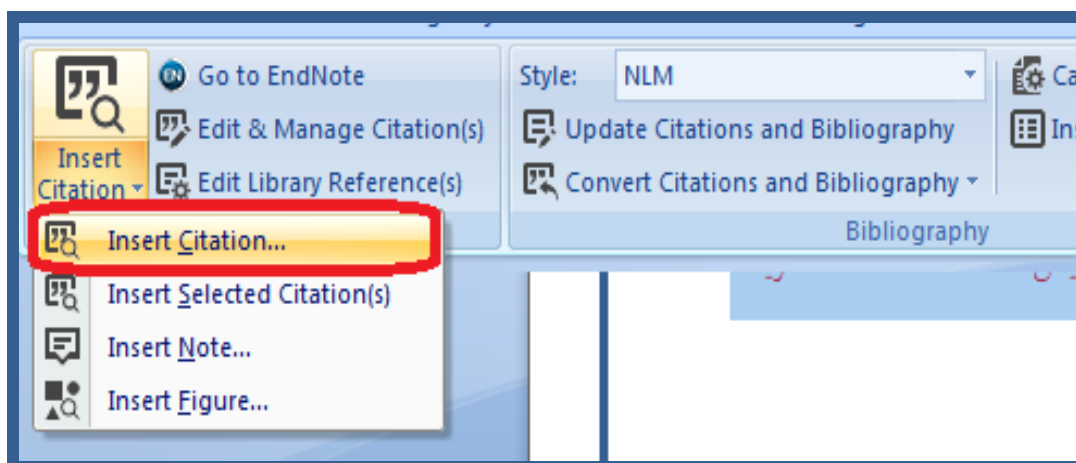 Insert Citation
Go to EndNote
Edit & Manage Citation(s)
Edit Library Reference(s)
Style: NLM
Update Citations and Bibliography
Convert Citations and Bibliography
Bibliography
Insert Citation...
Insert Selected Citation(s)
Insert Note...
Insert Figure...